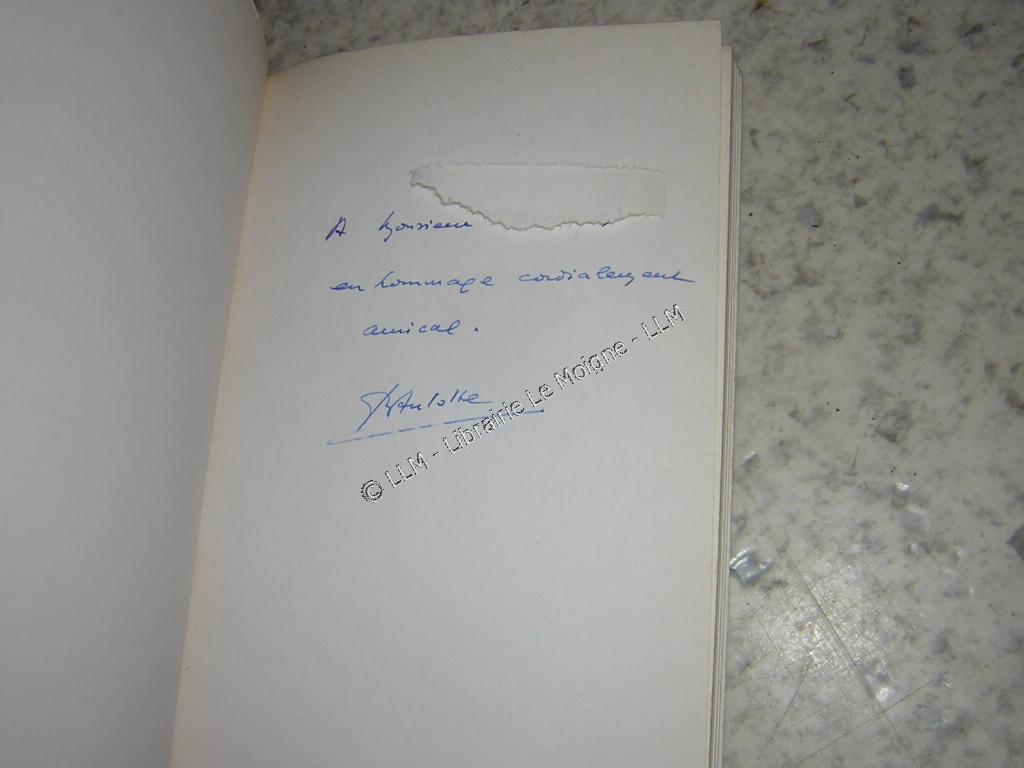 A Monsieur
en hommage cordialement
amical.
© LLM - Librairie Le Moigne - LLM